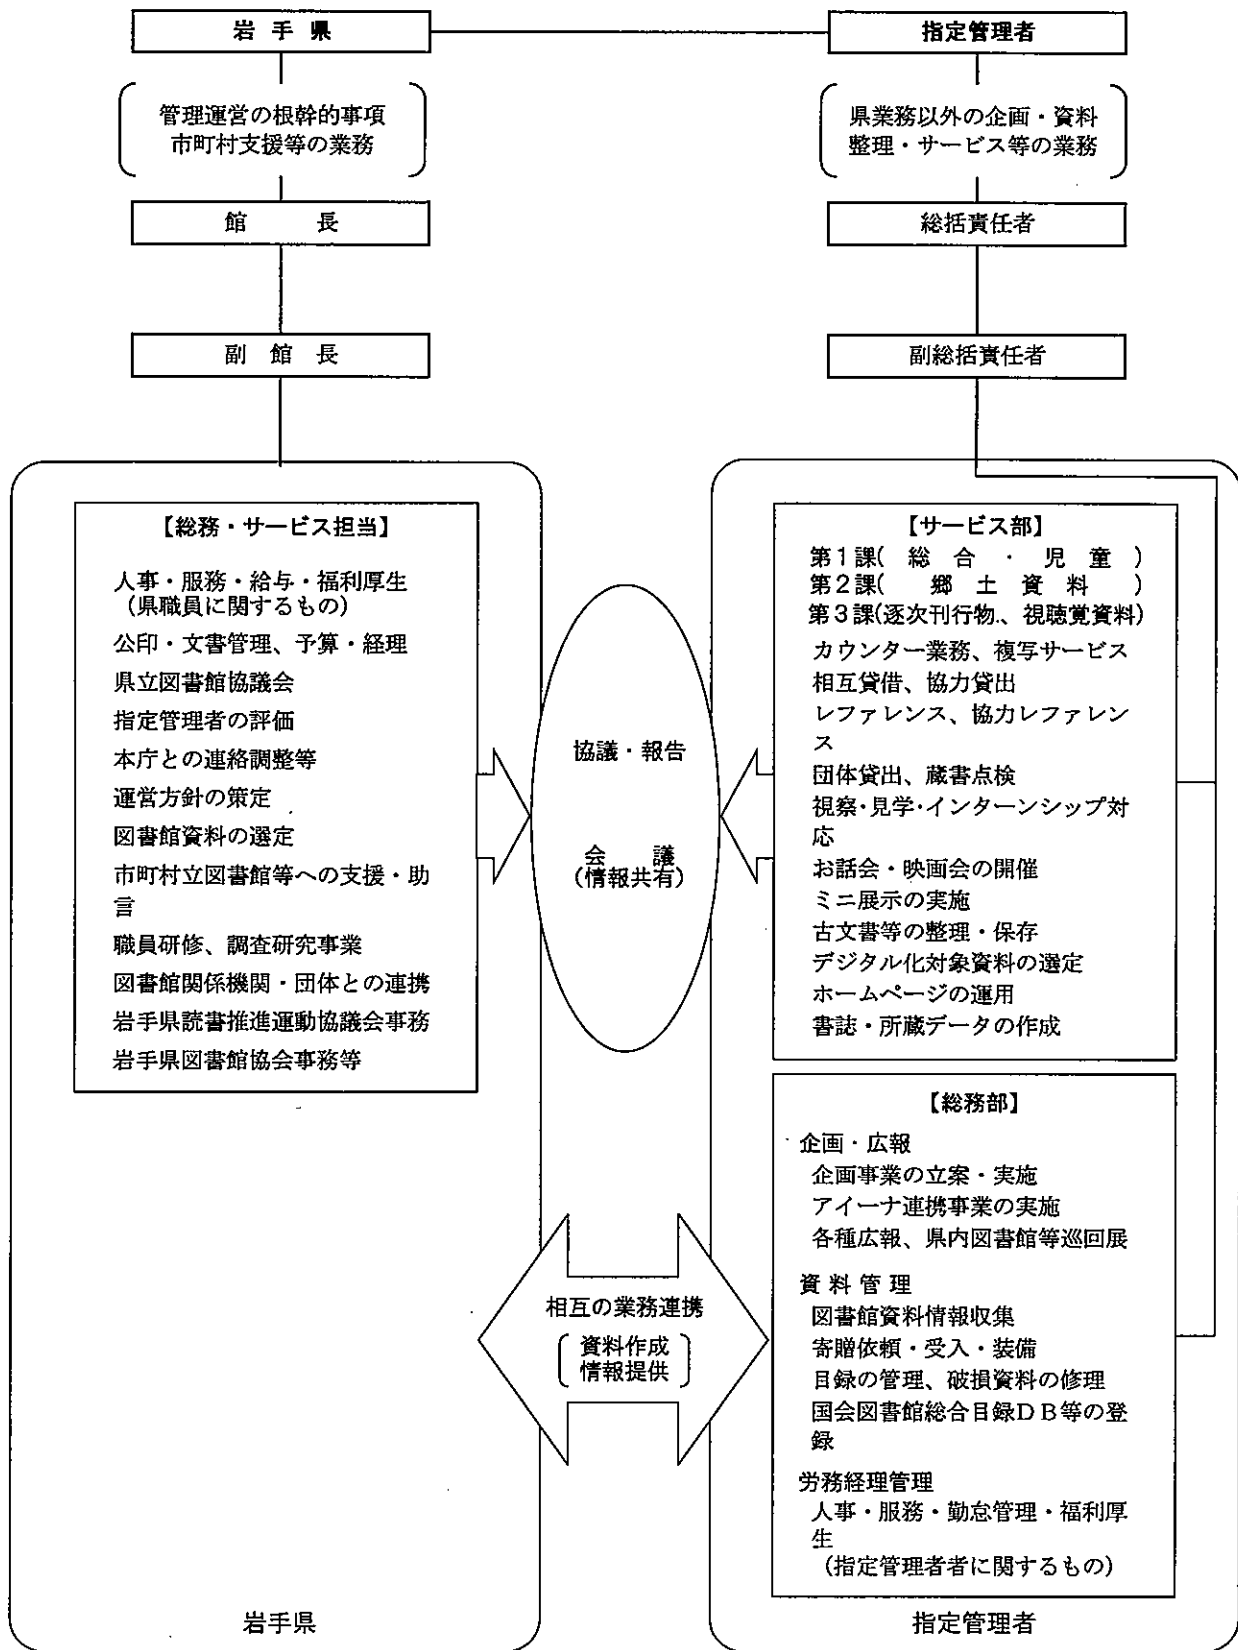 岩手県
指定管理者
管理運営の根幹的事項
市町村支援等の業務
県業務以外の企画・資料
整理・サービス等の業務
館　　長
総括責任者
副　館　長
副総括責任者
【総務・サービス担当】
人事・服務・給与・福利厚生
（県職員に関するもの）
公印・文書管理、予算・経理
県立図書館協議会
指定管理者の評価
本庁との連絡調整等
運営方針の策定
図書館資料の選定
市町村立図書館等への支援・助
言
職員研修、調査研究事業
図書館関係機関・団体との連携
岩手県読書推進運動協議会事務
岩手県図書館協会事務等
協議・報告
会　　議
（情報共有）
【サービス部】
第１課(　総　合　・　児　童　)
第２課(　郷　土　資　料　)
第３課(逐次刊行物、視聴覚資料)
カウンター業務、複写サービス
相互貸借、協力貸出
レファレンス、協力レファレン
ス
団体貸出、蔵書点検
視察・見学・インターンシップ対
応
お話会・映画会の開催
ミニ展示の実施
古文書等の整理・保存
デジタル化対象資料の選定
ホームページの運用
書誌・所蔵データの作成
【総務部】
企画・広報
企画事業の立案・実施
アイーナ連携事業の実施
各種広報、県内図書館等巡回展
資料管理
図書館資料情報収集
寄贈依頼・受入・装備
目録の管理、破損資料の修理
国会図書館総合目録ＤＢ等の登
録
労務経理管理
人事・服務・勤怠管理・福利厚
生
（指定管理者者に関するもの）
相互の業務連携
資料作成
情報提供
岩手県
指定管理者